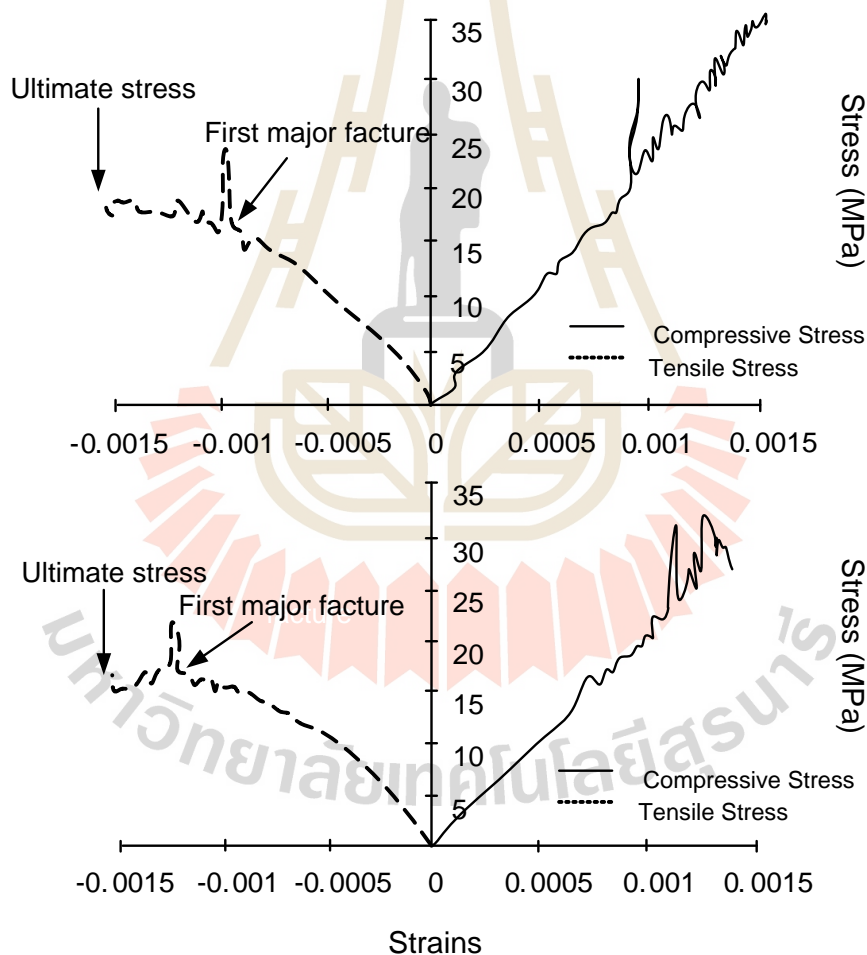 35
30
25
20
15
10
5
Stress (MPa)
Ultimate stress
First major facture
Compressive Stress
Tensile Stress
-0.0015 -0.001 -0.0005 0 0.0005 0.001 0.0015
35
30
25
20
15
10
5
Stress (MPa)
Ultimate stress
First major facture
facture
Compressive Stress
Tensile Stress
มหาวิทยาลัยเทคโนโลยีสุรนารี
-0.0015 -0.001 -0.0005 0 0.0005 0.001 0.0015
Strains